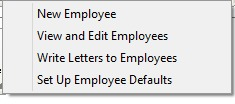 New Employee
View and Edit Employees
Write Letters to Employees
Set Up Employee Defaults